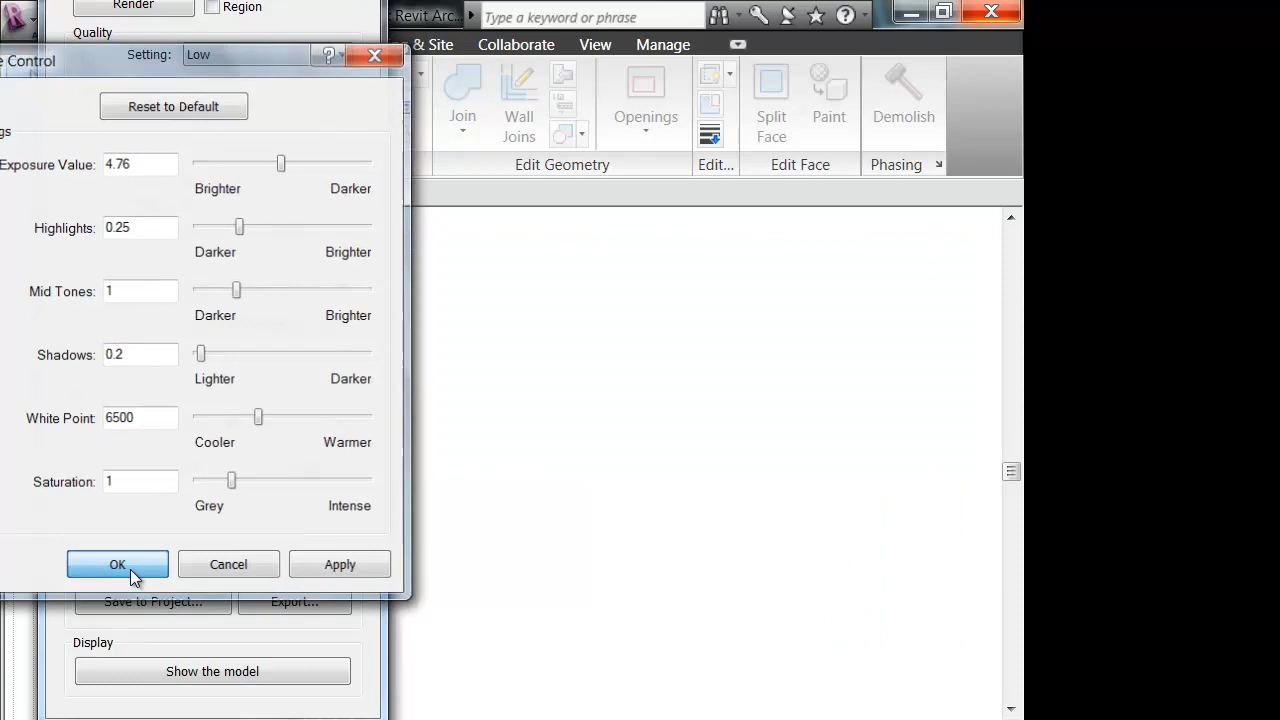 Render
Region
Revit Arc...
Type a keyword or phrase
Quality
Setting: Low
& Site Collaborate View Manage
e Control
Reset to Default
Join Wall Joins Openings Split Face Paint Demolish
Edit Geometry Edit... Edit Face Phasing
gs
Exposure Value: 4.76
Brighter Darker
Highlights: 0.25
Darker Brighter
Mid Tones: 1
Darker Brighter
Shadows: 0.2
Lighter Darker
White Point: 6500
Cooler Warmer
Saturation: 1
Grey Intense
OK Cancel Apply
Save to Project... Export...
Display
Show the model